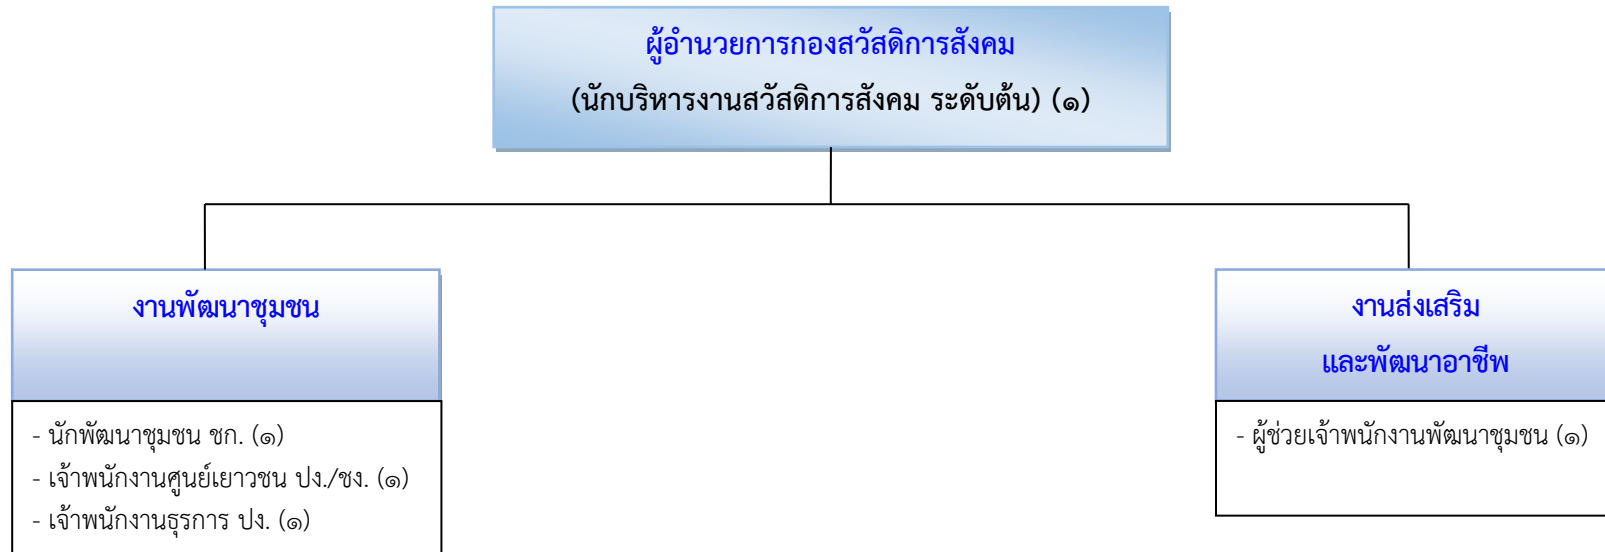 ผู้อำนวยการกองสวัสดิการสังคม
(นักบริหารงานสวัสดิการสังคม ระดับต้น) (๑)
งานพัฒนาชุมชน
- นักพัฒนาชุมชน ชก. (๑)
- เจ้าพนักงานศูนย์เยาวชน ปง./ชง. (๑)
- เจ้าพนักงานธุรการ ปง. (๑)
งานส่งเสริม
และพัฒนาอาชีพ
- ผู้ช่วยเจ้าพนักงานพัฒนาชุมชน (๑)